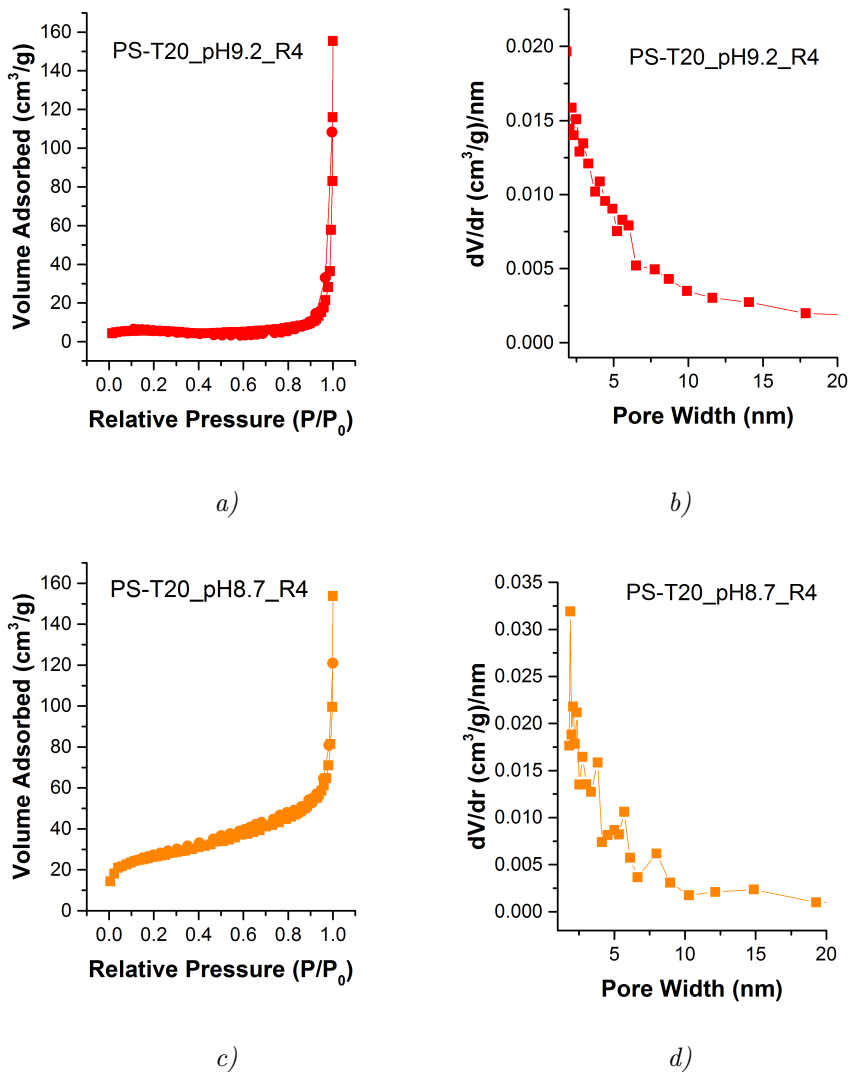 PS-T20_pH9.2_R4
Volume Adsorbed (cm³/g)
160
140
120
100
80
60
40
20
0
0.0 0.2 0.4 0.6 0.8 1.0
Relative Pressure (P/P₀)
a)
PS-T20_pH9.2_R4
dV/dr (cm³/g)/nm
0.020
0.015
0.010
0.005
0.000
5 10 15 20
Pore Width (nm)
b)
PS-T20_pH8.7_R4
Volume Adsorbed (cm³/g)
160
140
120
100
80
60
40
20
0
0.0 0.2 0.4 0.6 0.8 1.0
Relative Pressure (P/P₀)
c)
PS-T20_pH8.7_R4
dV/dr (cm³/g)/nm
0.035
0.030
0.025
0.020
0.015
0.010
0.005
0.000
5 10 15 20
Pore Width (nm)
d)